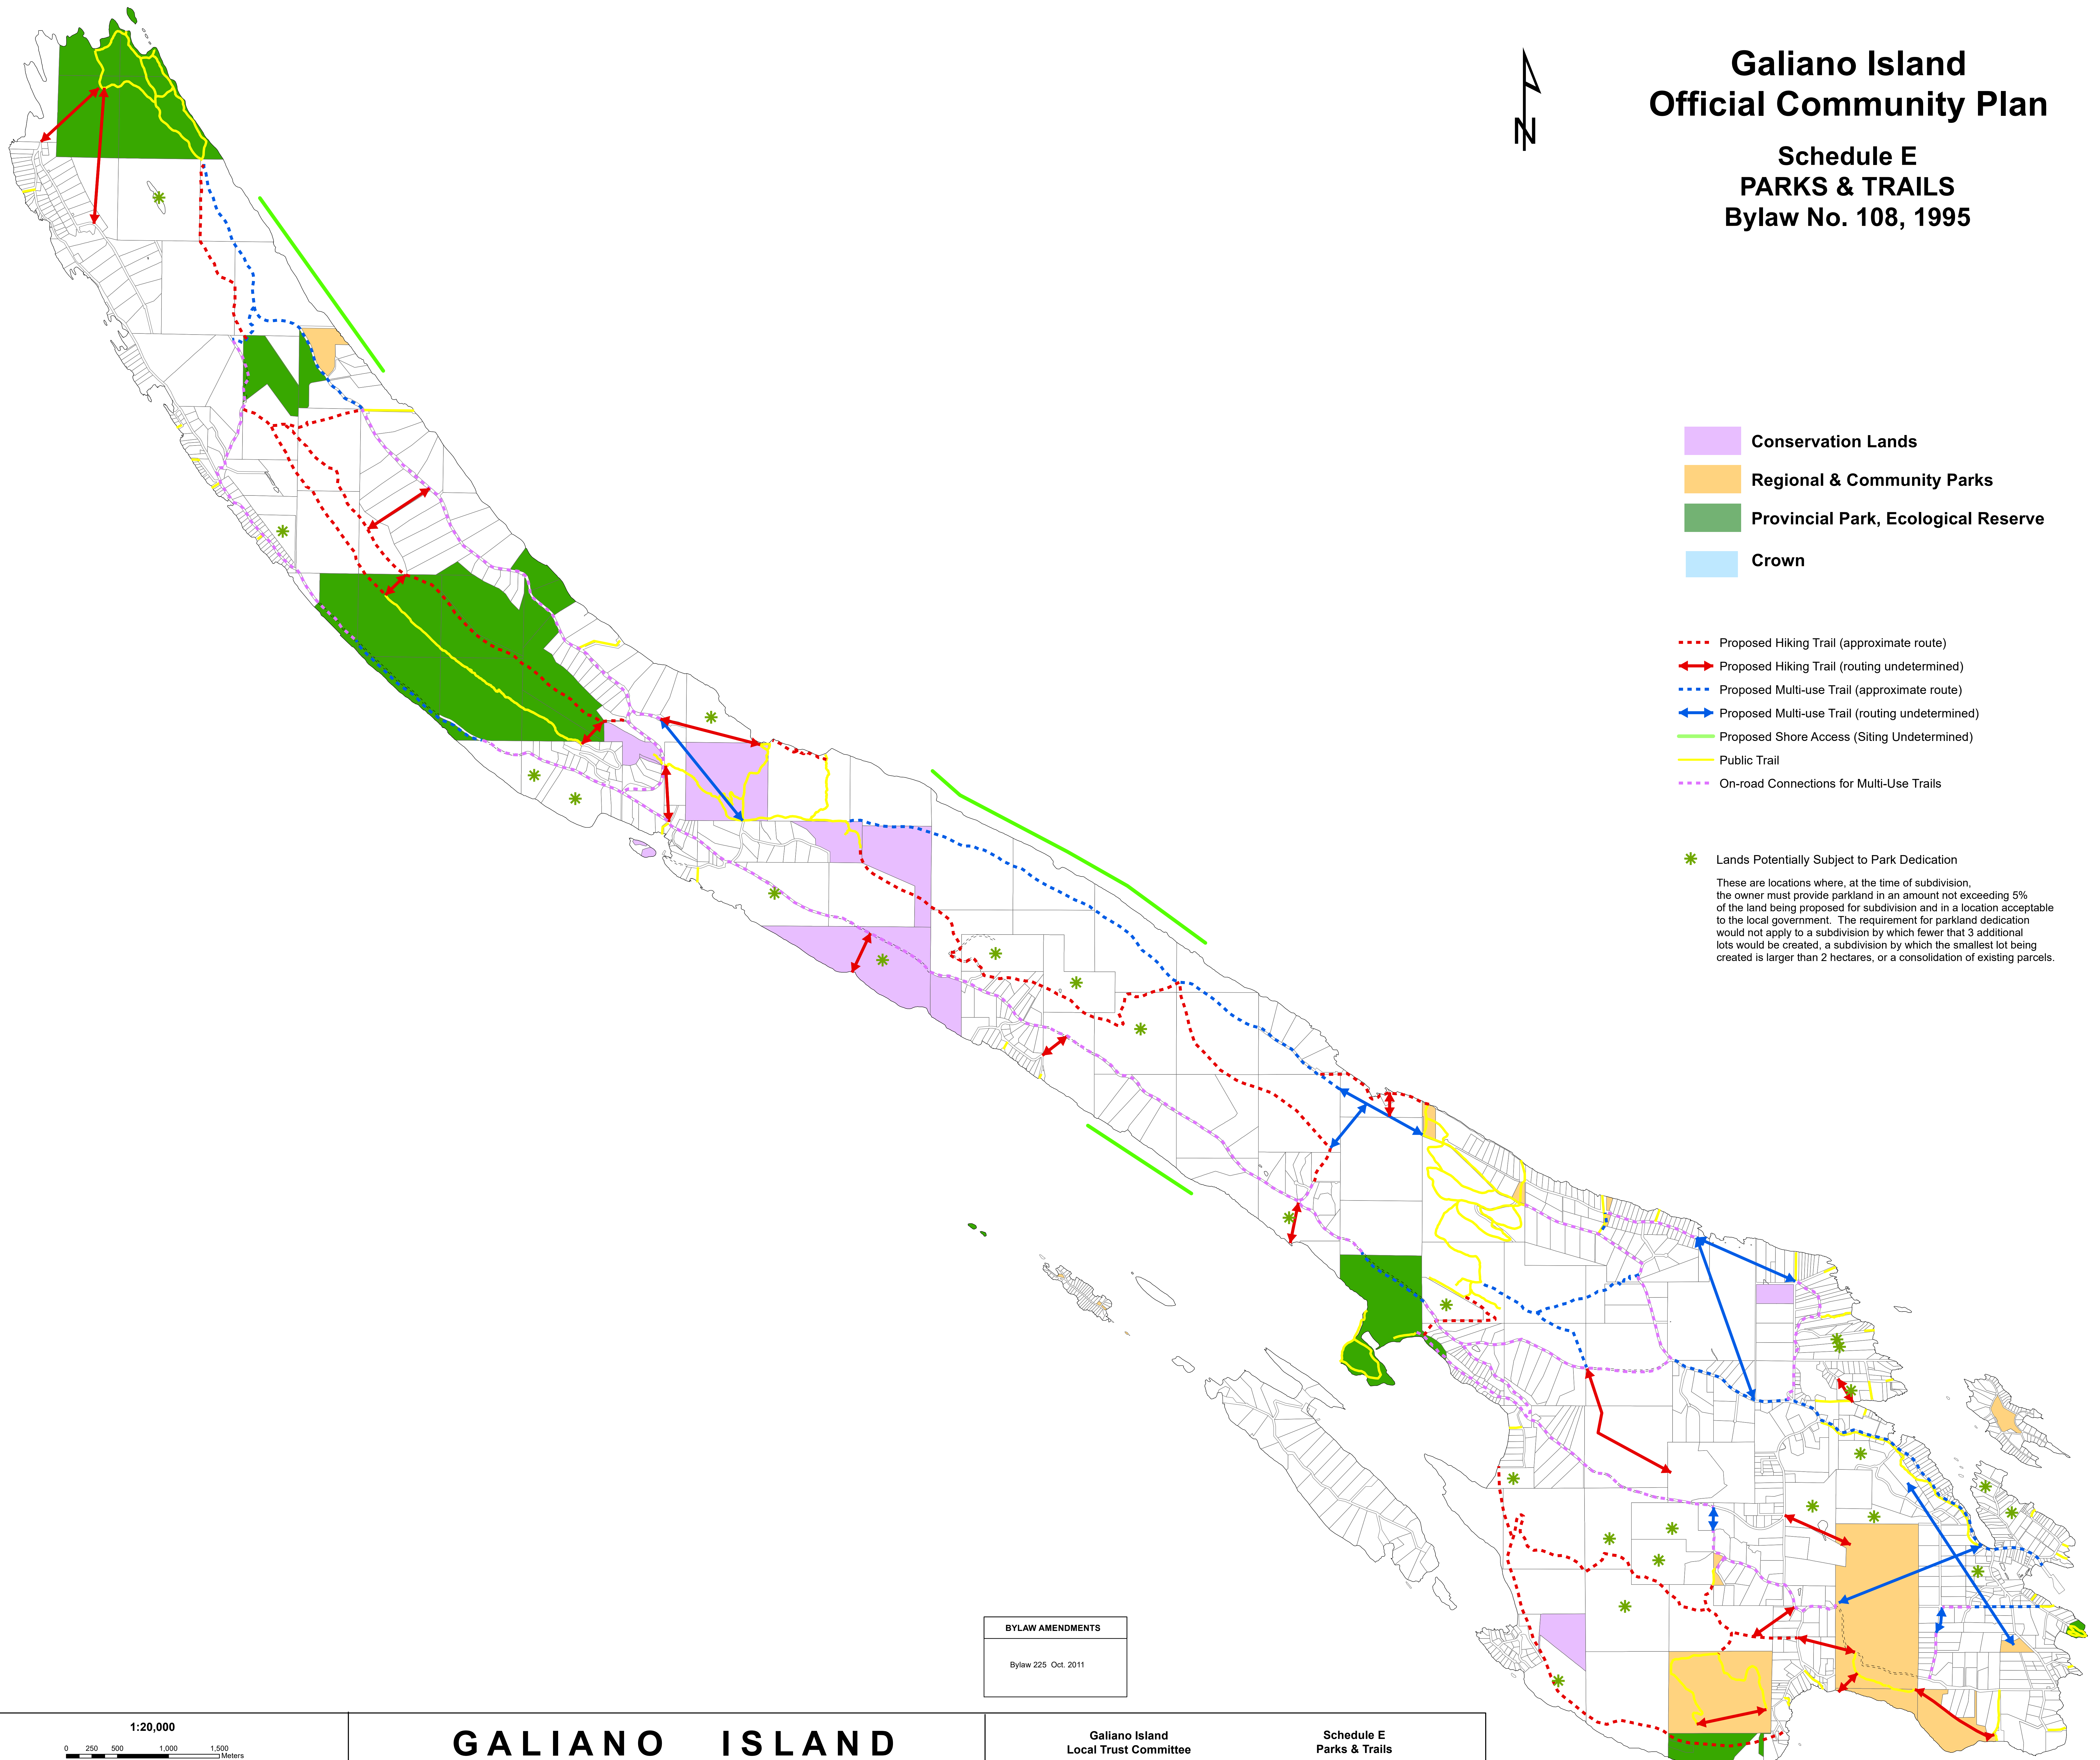 Galiano Island
Official Community Plan
Schedule E
PARKS & TRAILS
Bylaw No. 108, 1995
N
Conservation Lands
Regional & Community Parks
Provincial Park, Ecological Reserve
Crown
Proposed Hiking Trail (approximate route)
Proposed Hiking Trail (routing undetermined)
Proposed Multi-use Trail (approximate route)
Proposed Multi-use Trail (routing undetermined)
Proposed Shore Access (Siting Undetermined)
Public Trail
On-road Connections for Multi-Use Trails
Lands Potentially Subject to Park Dedication
These are locations where, at the time of subdivision,
the owner must provide parkland in an amount not exceeding 5%
of the land being proposed for subdivision and in a location acceptable
to the local government. The requirement for parkland dedication
would not apply to a subdivision by which fewer that 3 additional
lots would be created, a subdivision by which the smallest lot being
created is larger than 2 hectares, or a consolidation of existing parcels.
BYLAW AMENDMENTS
Bylaw 225 Oct. 2011
1:20,000
0 250 500 1,000 1,500
Meters
GALIANO ISLAND
Galiano Island
Local Trust Committee
Schedule E
Parks & Trails